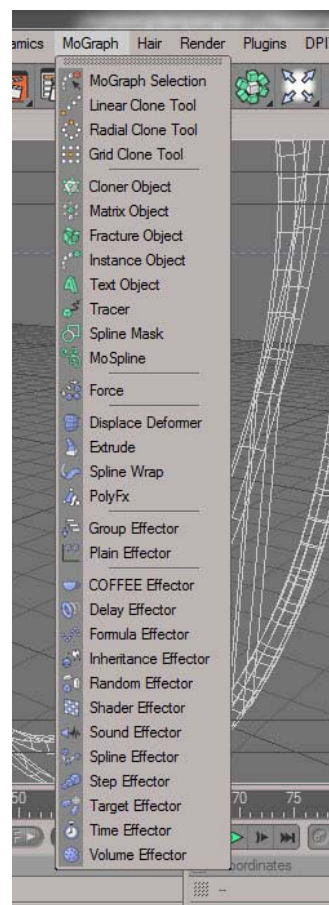 amics MoGraph Hair Render Plugins DPI
MoGraph Selection
Linear Clone Tool
Radial Clone Tool
Grid Clone Tool
Cloner Object
Matrix Object
Fracture Object
Instance Object
Text Object
Tracer
Spline Mask
MoSpline
Force
Displace Deformer
Extrude
Spline Wrap
PolyFx
Group Effector
Plain Effector
COFFEE Effector
Delay Effector
Formula Effector
Inheritance Effector
Random Effector
Shader Effector
Sound Effector
Spline Effector
Step Effector
Target Effector
Time Effector
Volume Effector
50 70 75
F
oordinates
--